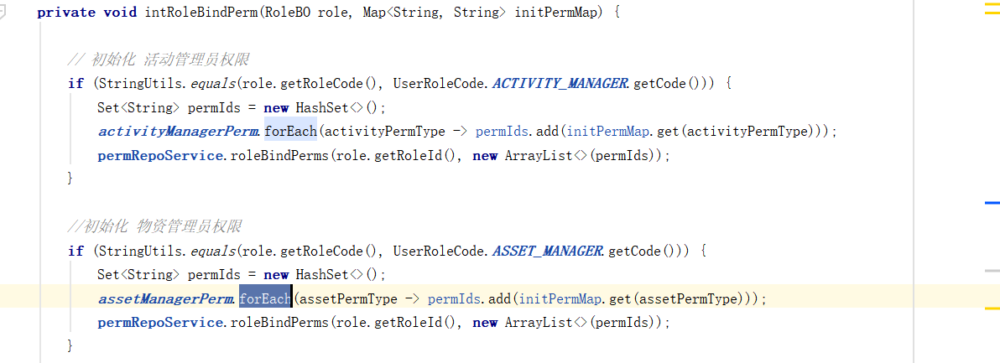 private void intRoleBindPerm(RoleBO role, Map<String, String> initPermMap) {
// 初始化 活动管理员权限
if (StringUtils.equals(role.getRoleCode(), UserRoleCode.ACTIVITY_MANAGER.getCode())) {
Set<String> permIds = new HashSet<>();
activityManagerPerm.forEach(activityPermType -> permIds.add(initPermMap.get(activityPermType)));
permRepoService.roleBindPerms(role.getRoleId(), new ArrayList<>(permIds));
}
//初始化 物资管理员权限
if (StringUtils.equals(role.getRoleCode(), UserRoleCode.ASSET_MANAGER.getCode())) {
Set<String> permIds = new HashSet<>();
assetManagerPerm.forEach(assetPermType -> permIds.add(initPermMap.get(assetPermType)));
permRepoService.roleBindPerms(role.getRoleId(), new ArrayList<>(permIds));
}